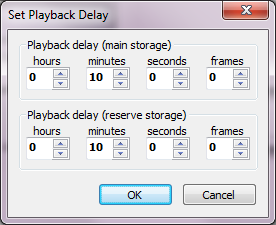 Set Playback Delay
Playback delay (main storage)
hours minutes seconds frames
0 10 0 0
Playback delay (reserve storage)
hours minutes seconds frames
0 10 0 0
OK Cancel